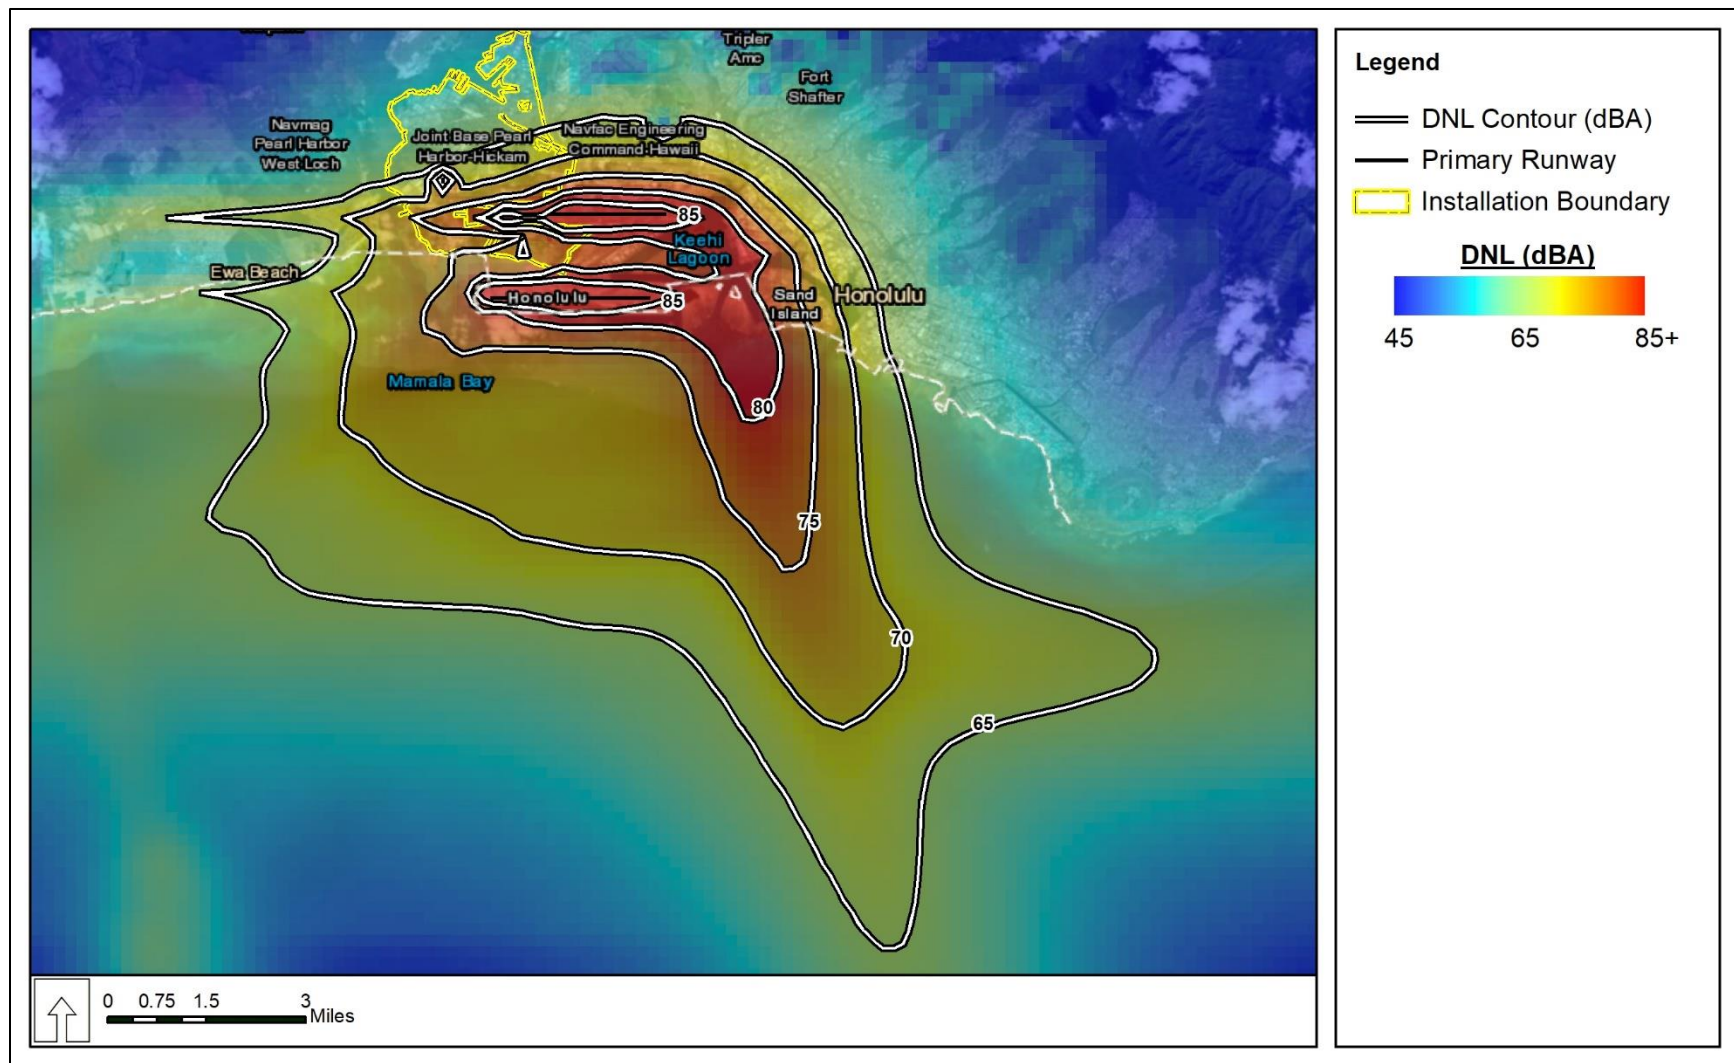 Tripler
Amc
Fort
Shafter
Navmag
Pearl Harbor
West Loch
Joint Base Pearl
Harbor-Hickam
Navfac Engineering
Command Hawaii
85
Keehi
Lagoon
Ewa Beach
Honolulu
85
Sand
Island
Honolulu
Mamala Bay
80
75
70
65
0 0.75 1.5 3
Miles
Legend
DNL Contour (dBA)
Primary Runway
Installation Boundary
DNL (dBA)
45 65 85+